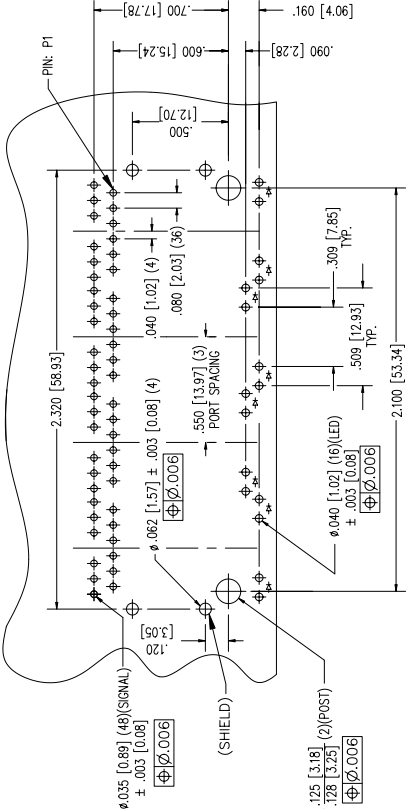 PIN: P1
.700 [17.78]
.600 [15.24]
.500
[12.70]
.160 [4.06]
.090 [2.28]
2.320 [58.93]
.040 [1.02] (4)
.080 [2.03] (36)
.550 [13.97] (3)
PORT SPACING
.309 [7.85]
TYP.
.509 [12.93]
TYP.
2.100 [53.34]
ø.062 [1.57] ± .003 [0.08] (4)
⌖ Ø.006
ø.040 [1.02] (16)(LED)
± .003 [0.08]
⌖ Ø.006
.120
[3.05]
(SHIELD)
ø.035 [0.89] (48)(SIGNAL)
± .003 [0.08]
⌖ Ø.006
.125 [3.18]
.128 [3.25]
(2)(POST)
⌖ Ø.006